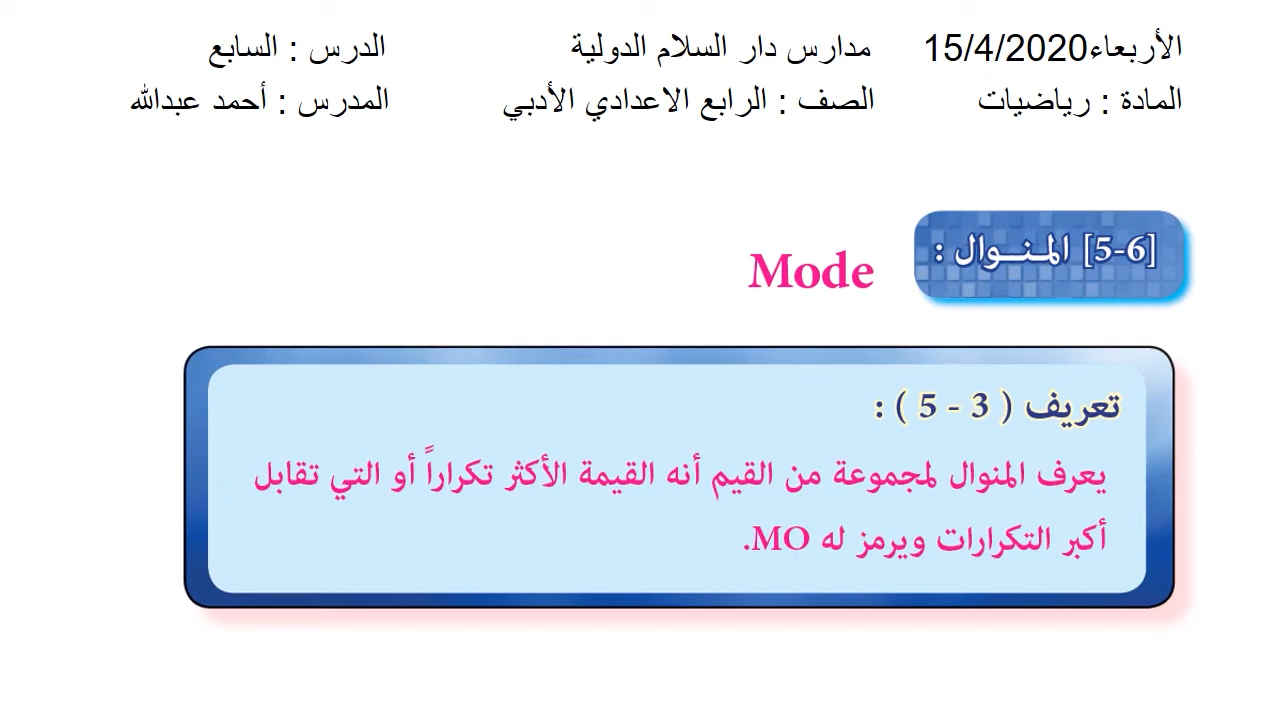 الأربعاء15/4/2020 مدارس دار السلام الدولية الدرس : السابع
المادة : رياضيات الصف : الرابع الاعدادي الأدبي المدرس : أحمد عبدالله
[5-6] المنـــوال :
Mode
تعريف ( 3 - 5 ) :
يعرف المنوال لمجموعة من القيم أنه القيمة الأكثر تكراراً أو التي تقابل
أكبر التكرارات ويرمز له MO.